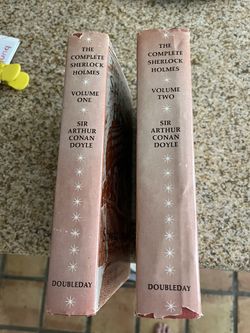 THE
COMPLETE
SHERLOCK
HOLMES
VOLUME
ONE
SIR
ARTHUR
CONAN
DOYLE
DOUBLEDAY
THE
COMPLETE
SHERLOCK
HOLMES
VOLUME
TWO
SIR
ARTHUR
CONAN
DOYLE
DOUBLEDAY